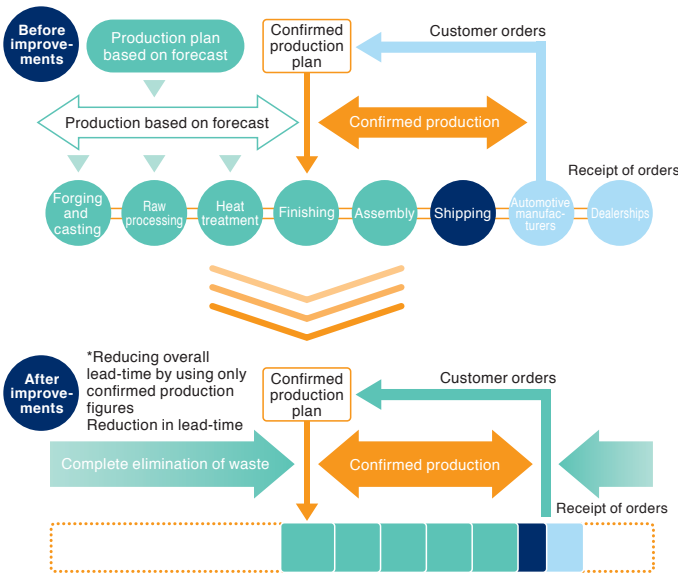 Before
improve-
ments
Production plan
based on forecast
Confirmed
production
plan
Customer orders
Production based on forecast
Confirmed production
Receipt of orders
Forging
and
casting
Raw
processing
Heat
treatment
Finishing
Assembly
Shipping
Automotive
manufac-
turers
Dealerships
After
improve-
ments
*Reducing overall
lead-time by using only
confirmed production
figures
Reduction in lead-time
Confirmed
production
plan
Customer orders
Complete elimination of waste
Confirmed production
Receipt of orders